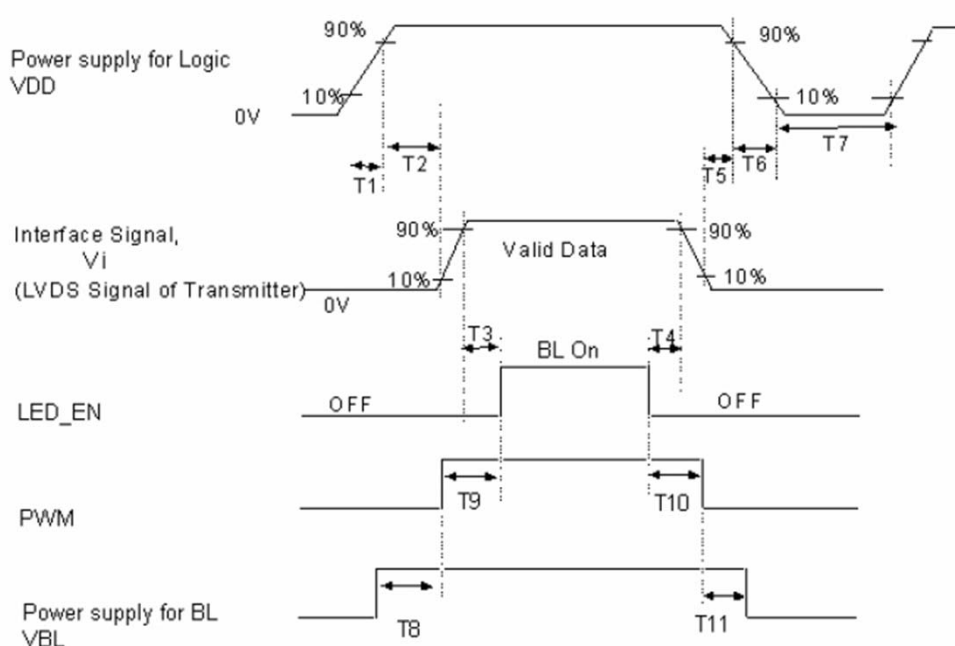 90%
90%
Power supply for Logic
VDD
10%
10%
0V
T1
T2
T5
T6
T7
Interface Signal,
Vi
(LVDS Signal of Transmitter)
90%
Valid Data
90%
10%
10%
0V
T3
BL On
T4
LED_EN
OFF
OFF
T9
T10
PWM
T8
T11
Power supply for BL
VBL